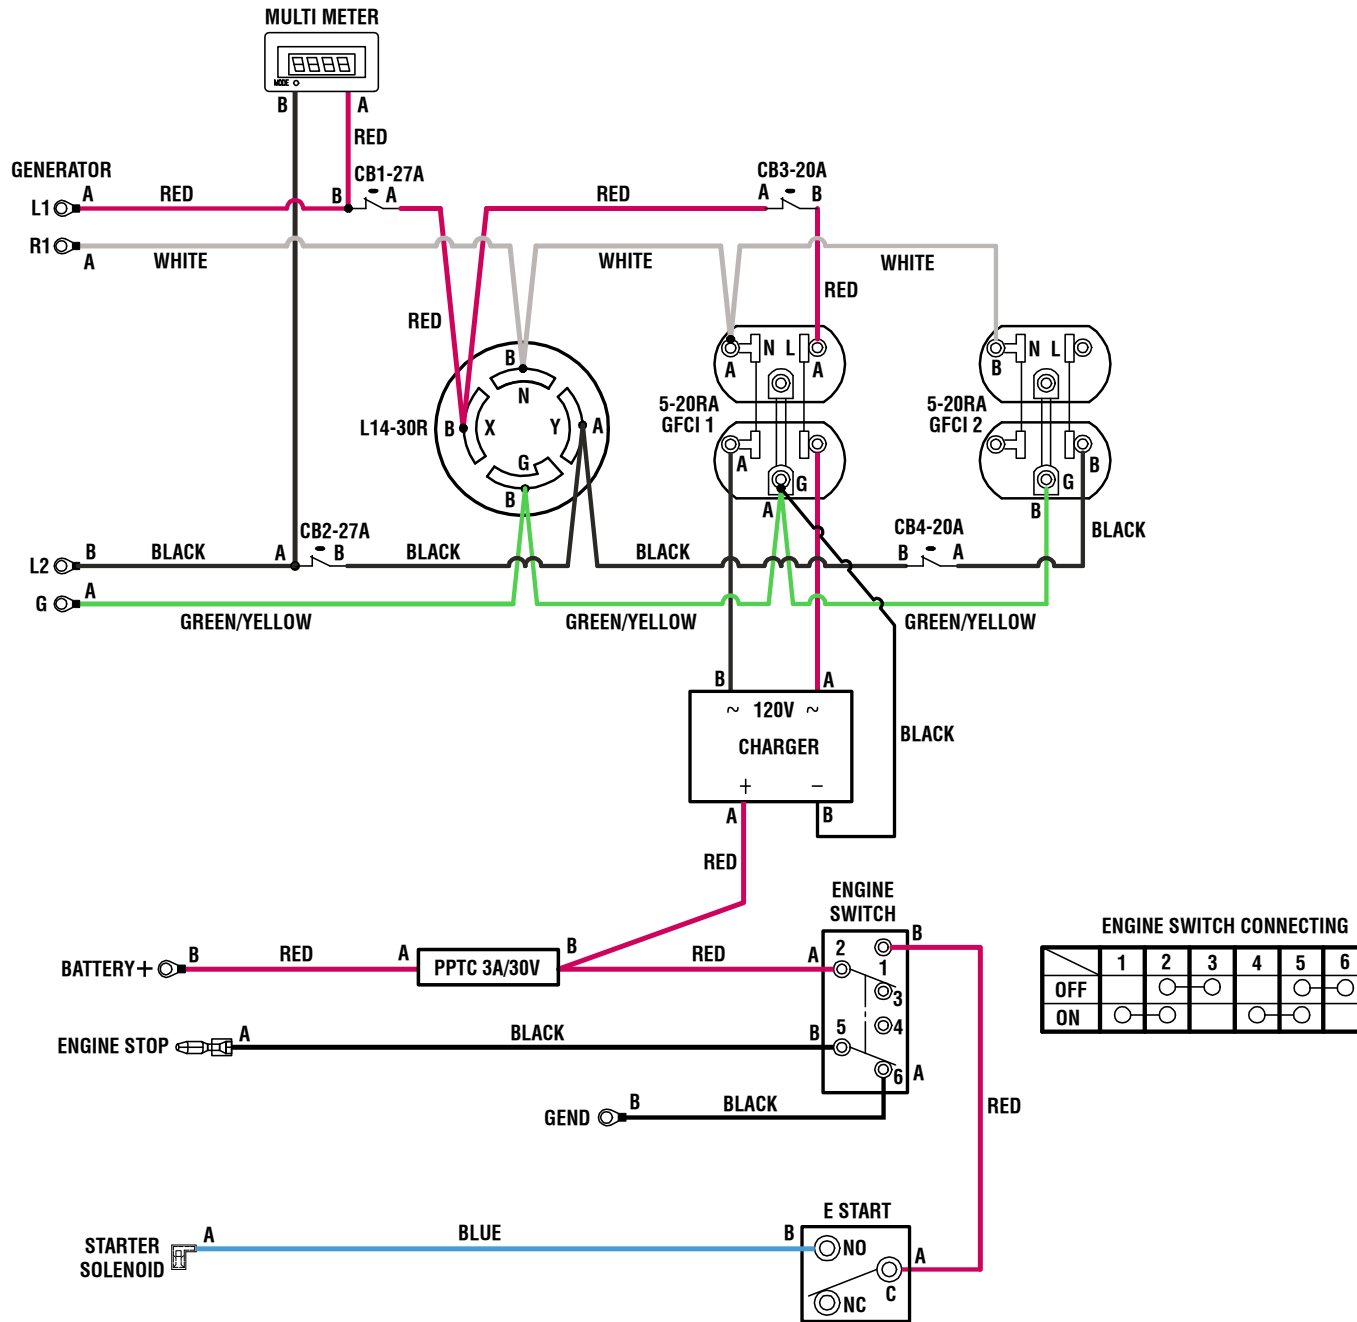 MULTI METER
8888
MODE
B A
RED
GENERATOR
CB1-27A
CB3-20A
L1 A RED B A RED A B
R1 A WHITE WHITE WHITE
RED
RED
B N L N L
A A B
N
5-20RA
GFCI 1
5-20RA
GFCI 2
L14-30R B X Y A
G
B
A G B G
A B
CB2-27A
CB4-20A
BLACK
L2 B BLACK A B BLACK BLACK B A
G A
GREEN/YELLOW GREEN/YELLOW GREEN/YELLOW
B A
~ 120V ~
CHARGER
BLACK
+ −
A B
RED
ENGINE
SWITCH
ENGINE SWITCH CONNECTING
1 2 3 4 5 6
OFF
ON
BATTERY+ B RED A PPTC 3A/30V B RED A 2 1 B
3
ENGINE STOP A BLACK B 5 4
6 A
GEND B BLACK
RED
E START
STARTER
SOLENOID
A BLUE B NO A
C
NC